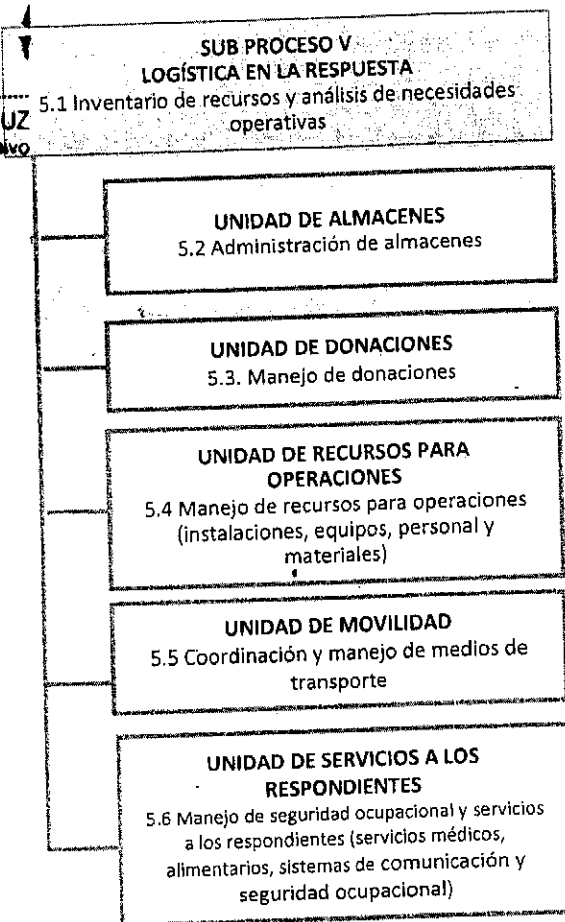 SUB PROCESO V
LOGÍSTICA EN LA RESPUESTA
5.1 Inventario de recursos y análisis de necesidades
UZ
operativas
ivo
UNIDAD DE ALMACENES
5.2 Administración de almacenes
UNIDAD DE DONACIONES
5.3. Manejo de donaciones
UNIDAD DE RECURSOS PARA
OPERACIONES
5.4 Manejo de recursos para operaciones
(instalaciones, equipos, personal y
materiales)
UNIDAD DE MOVILIDAD
5.5 Coordinación y manejo de medios de
transporte
UNIDAD DE SERVICIOS A LOS
RESPONDIENTES
5.6 Manejo de seguridad ocupacional y servicios
a los respondientes (servicios médicos,
alimentarios, sistemas de comunicación y
seguridad ocupacional)